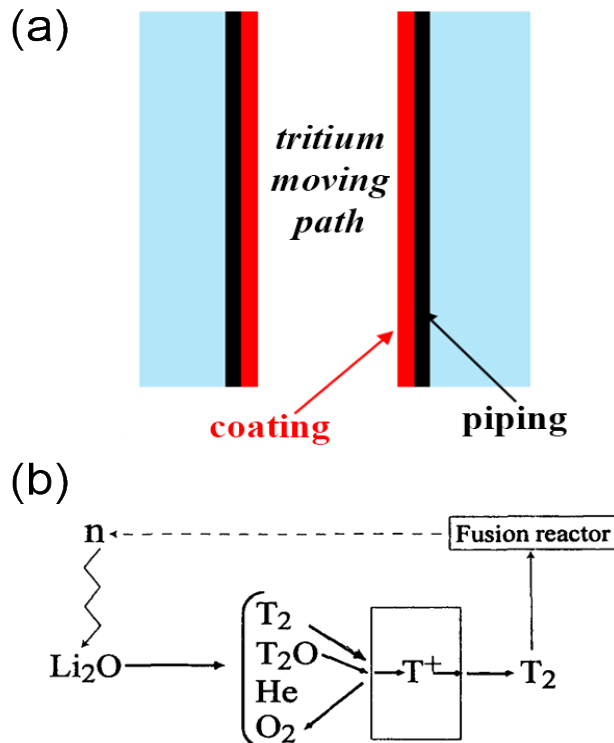 (a)
tritium
moving
path
coating
piping
(b)
n
Fusion reactor
Li₂O
T₂
T₂O
He
O₂
T⁺
T₂